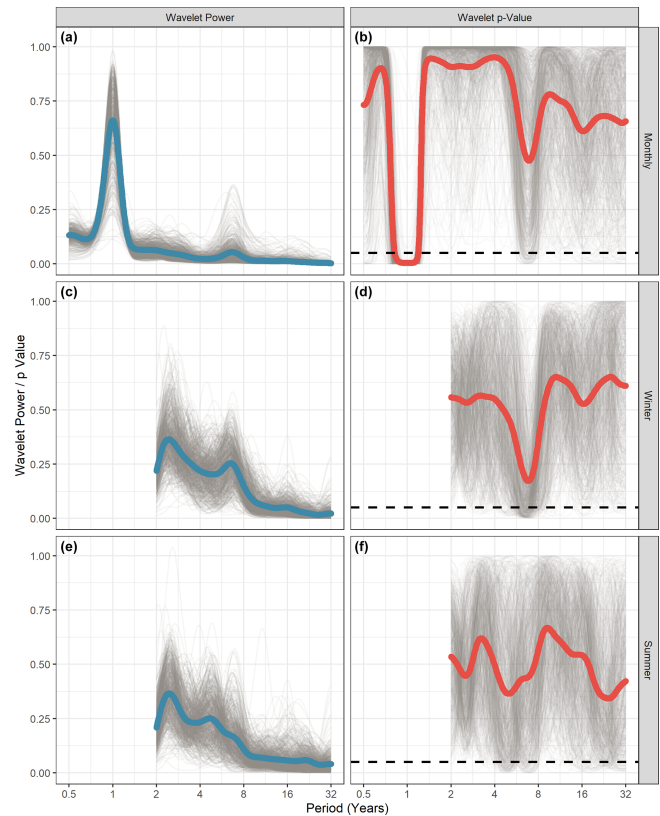 Wavelet Power
Wavelet p-Value
(a)
(b)
1.00
0.75
0.50
0.25
0.00
Monthly
(c)
(d)
1.00
0.75
0.50
0.25
0.00
Winter
Wavelet Power / p Value
(e)
(f)
1.00
0.75
0.50
0.25
0.00
Summer
0.5 1 2 4 8 16 32
0.5 1 2 4 8 16 32
Period (Years)